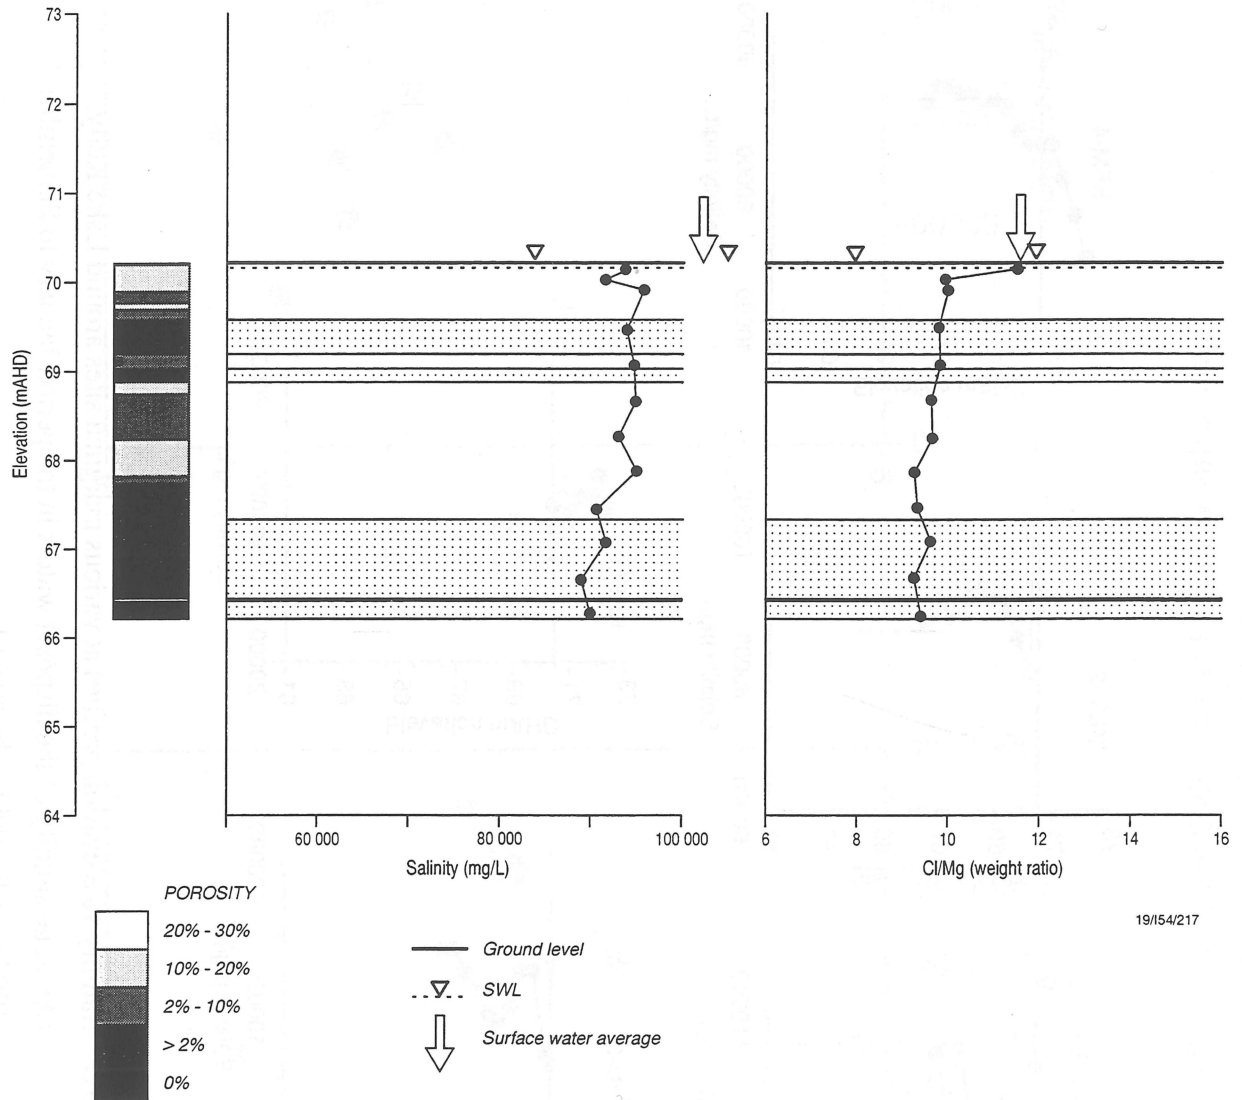 73
72
71
70
69
68
67
66
65
64
Elevation (mAHD)
60 000
80 000
100 000
Salinity (mg/L)
6
8
10
12
14
16
Cl/Mg (weight ratio)
POROSITY
20% - 30%
10% - 20%
2% - 10%
> 2%
0%
Ground level
SWL
Surface water average
19/I54/217